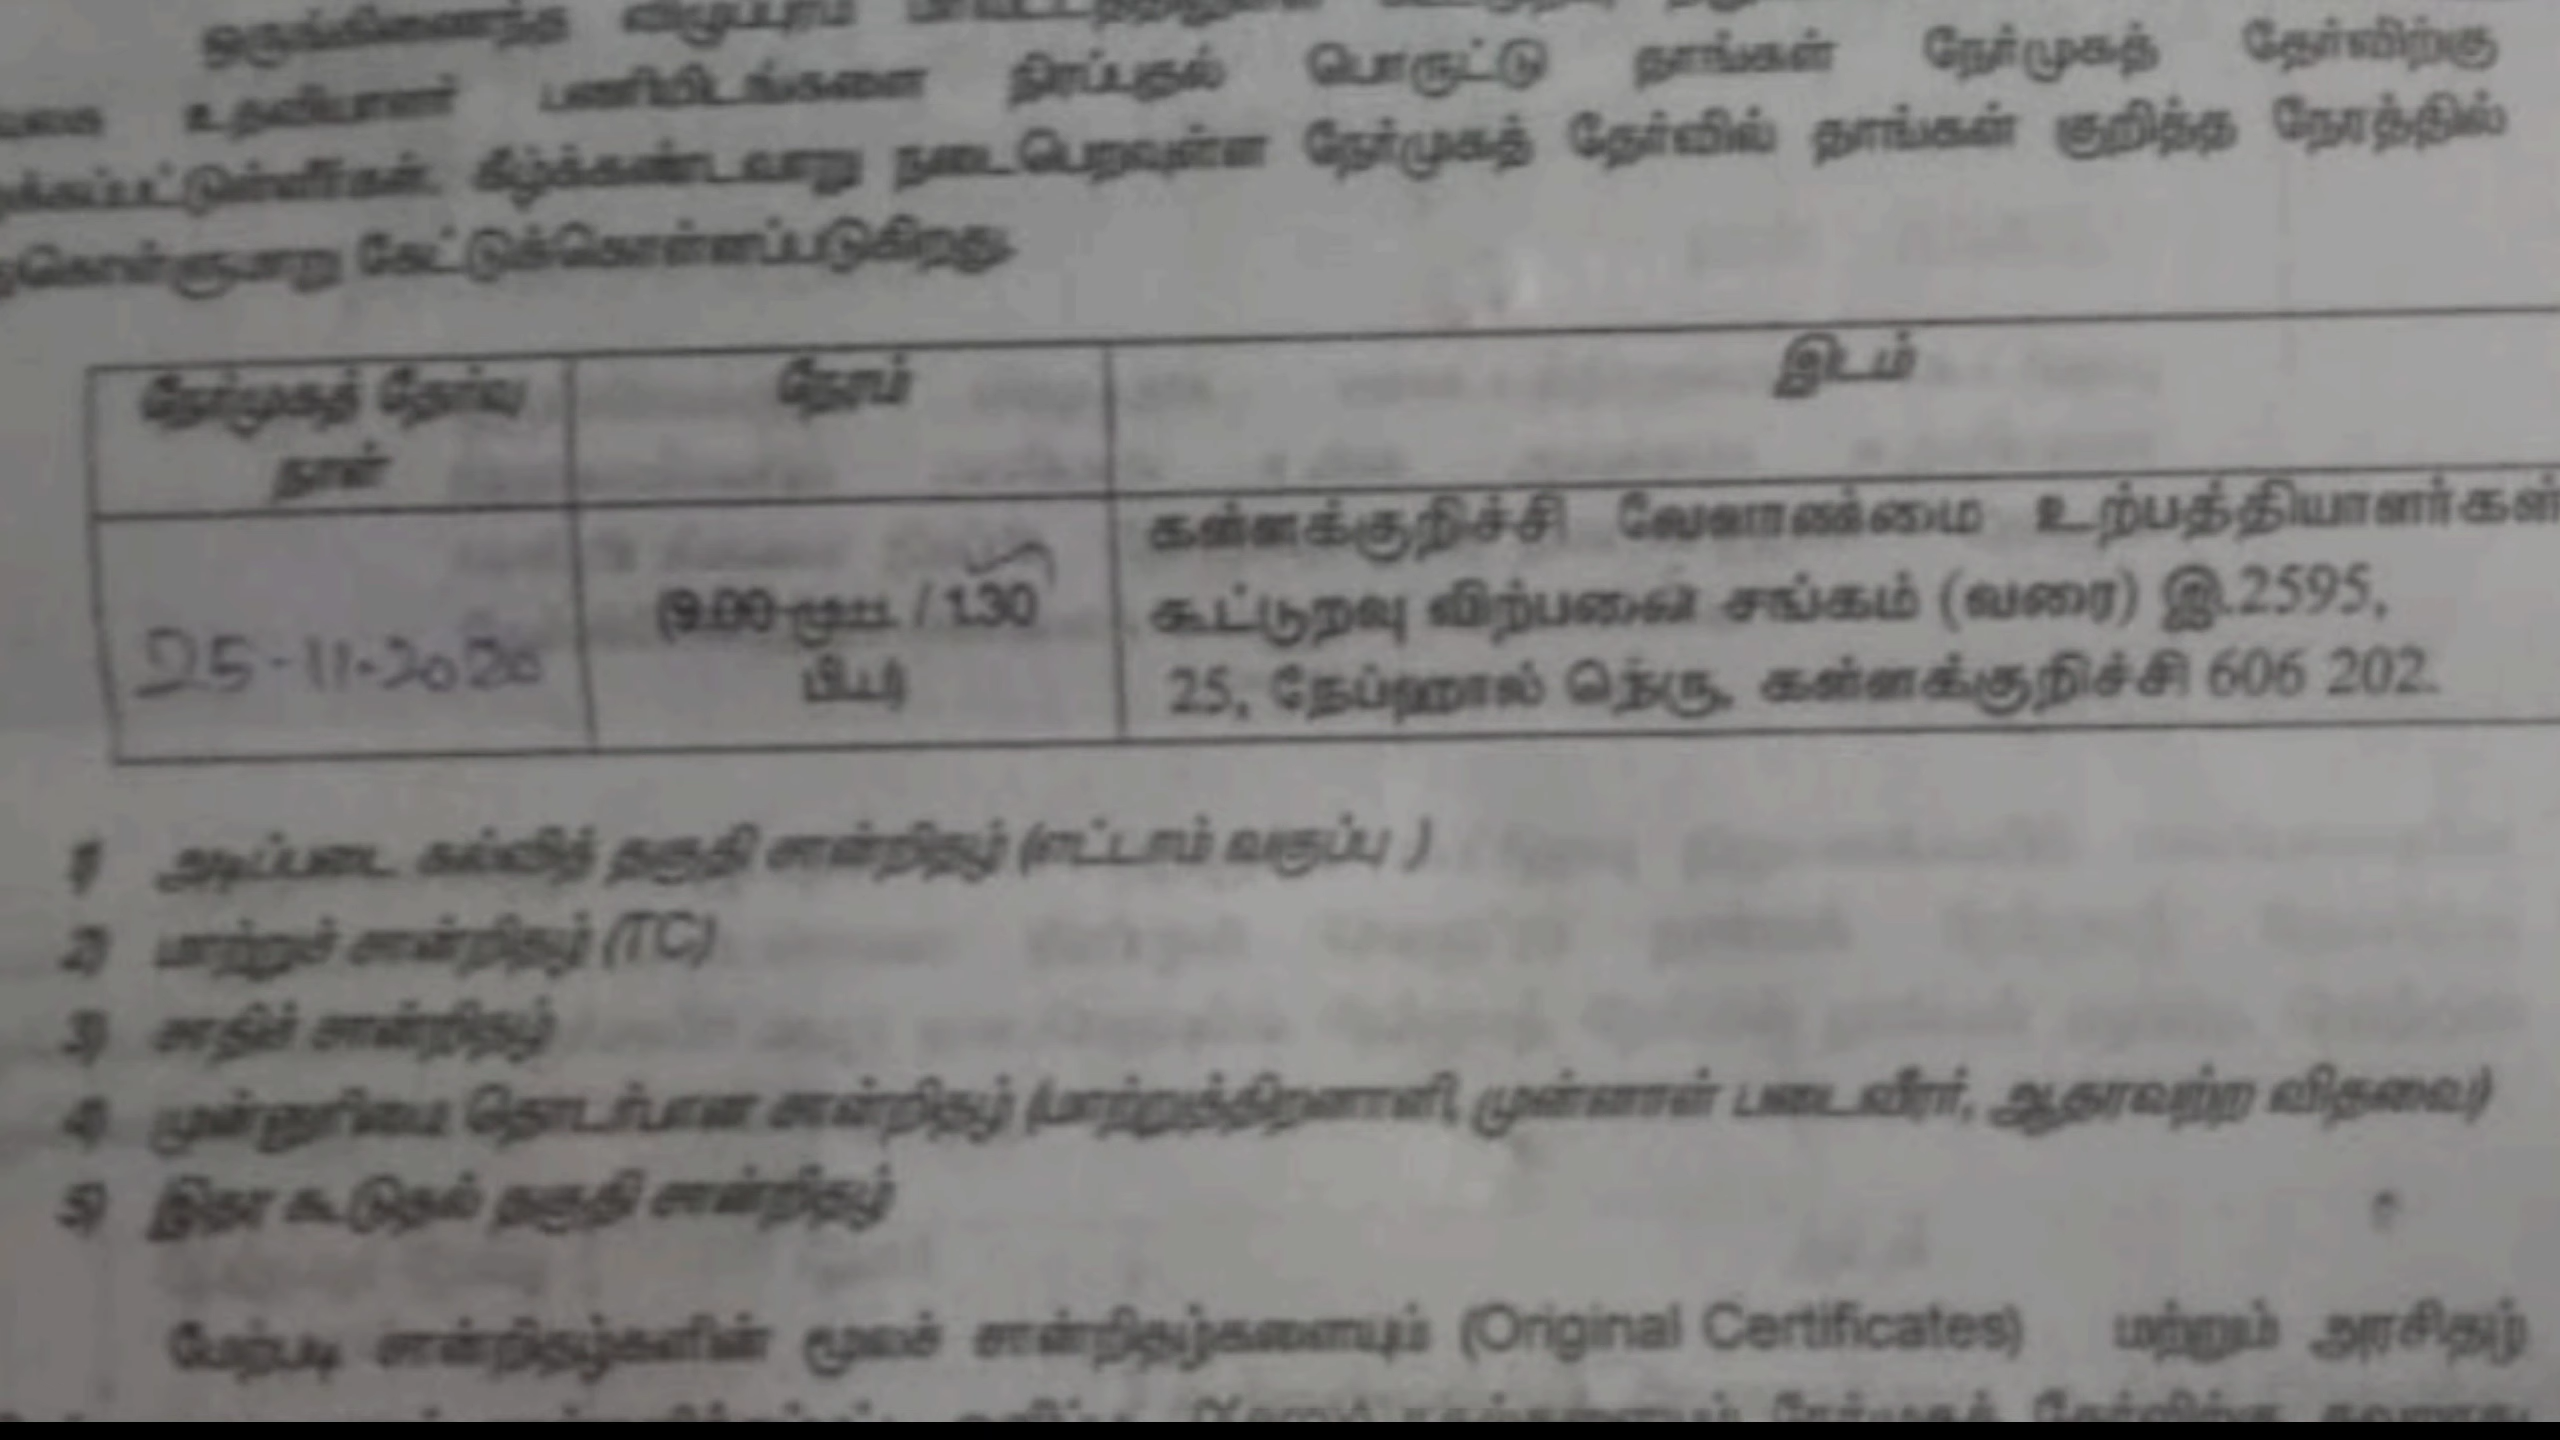 ஒருங்கிணைந்த விழுப்புரம்
உதவியாளர் பணியிடங்களை நிரப்புதல் பொருட்டு தாங்கள் நேர்முகத் தேர்விற்கு
கீழ்க்கண்டவாறு நடைபெறவுள்ள நேர்முகத் தேர்வில் தாங்கள் குறித்த நேரத்தில்
கேட்டுக்கொள்ளப்படுகிறது.
நேர்முகத் தேர்வு நாள் நேரம் இடம்
25-11-2020 (9.00 மு.ப. / 1.30 பி.ப) கள்ளக்குறிச்சி வேளாண்மை உற்பத்தியாளர்கள்
கூட்டுறவு விற்பனை சங்கம் (வரை) இ.2595,
25, நேப்ஹால் தெரு, கள்ளக்குறிச்சி 606 202.
1) அடிப்படை கல்வித் தகுதி சான்றிதழ் (எட்டாம் வகுப்பு )
2) மாற்றுச் சான்றிதழ் (TC)
3) சாதிச் சான்றிதழ்
4) முன்னுரிமை தொடர்பான சான்றிதழ் (மாற்றுத்திறனாளி, முன்னாள் படைவீரர், ஆதரவற்ற விதவை)
5) இதர கூடுதல் தகுதி சான்றிதழ்
மேற்படி சான்றிதழ்களின் மூலச் சான்றிதழ்களையும் (Original Certificates) மற்றும் அரசிதழ்